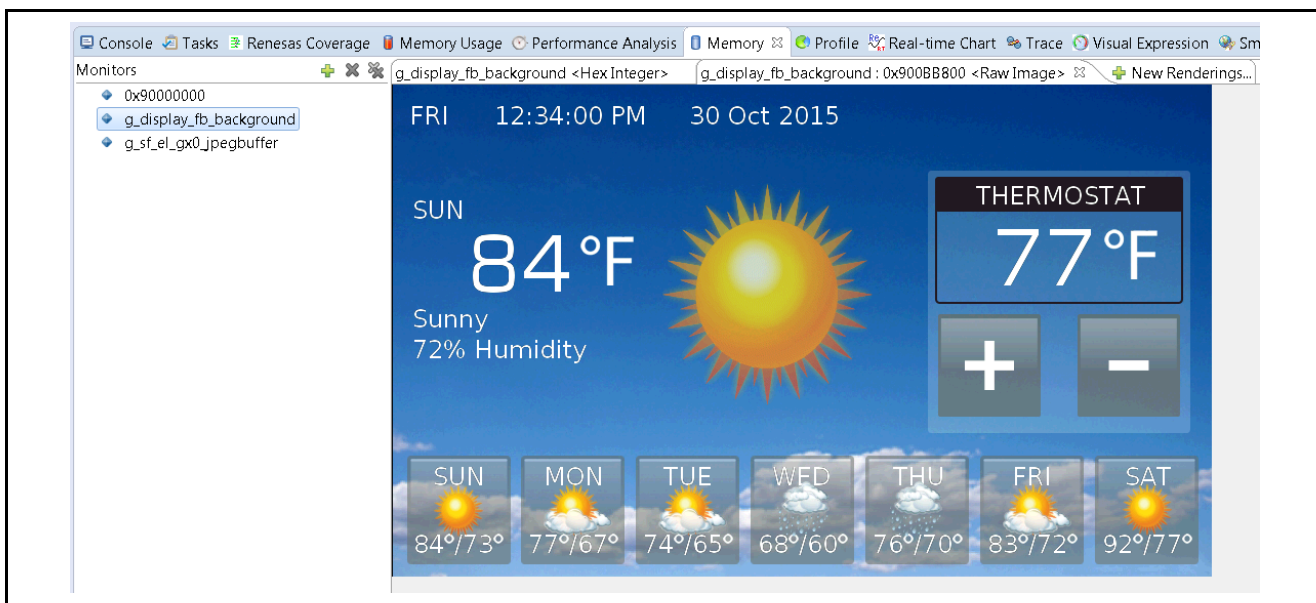 Console Tasks Renesas Coverage Memory Usage Performance Analysis Memory Profile Real-time Chart Trace Visual Expression Sm
Monitors
g_display_fb_background <Hex Integer> g_display_fb_background : 0x900BB800 <Raw Image> New Renderings...
0x90000000
g_display_fb_background
g_sf_el_gx0_jpegbuffer
FRI 12:34:00 PM 30 Oct 2015
SUN
84°F
Sunny
72% Humidity
THERMOSTAT
77°F
+ −
SUN MON TUE WED THU FRI SAT
84°/73° 77°/67° 74°/65° 68°/60° 76°/70° 83°/72° 92°/77°